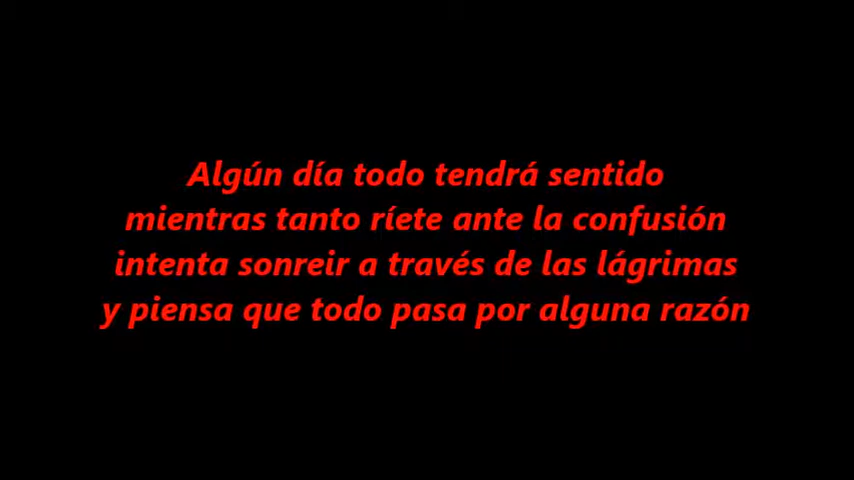 Algún día todo tendrá sentido
mientras tanto ríete ante la confusión
intenta sonreir a través de las lágrimas
y piensa que todo pasa por alguna razón